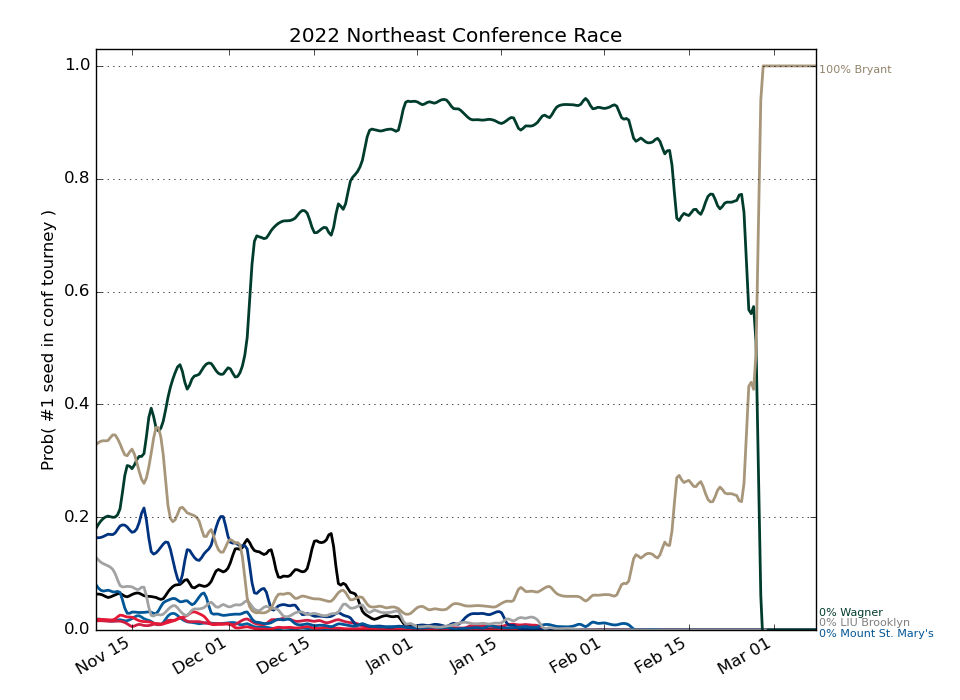 2022 Northeast Conference Race
Prob( #1 seed in conf tourney )
1.0
0.8
0.6
0.4
0.2
0.0
100% Bryant
0% Wagner
0% LIU Brooklyn
0% Mount St. Mary's
Nov 15
Dec 01
Dec 15
Jan 01
Jan 15
Feb 01
Feb 15
Mar 01